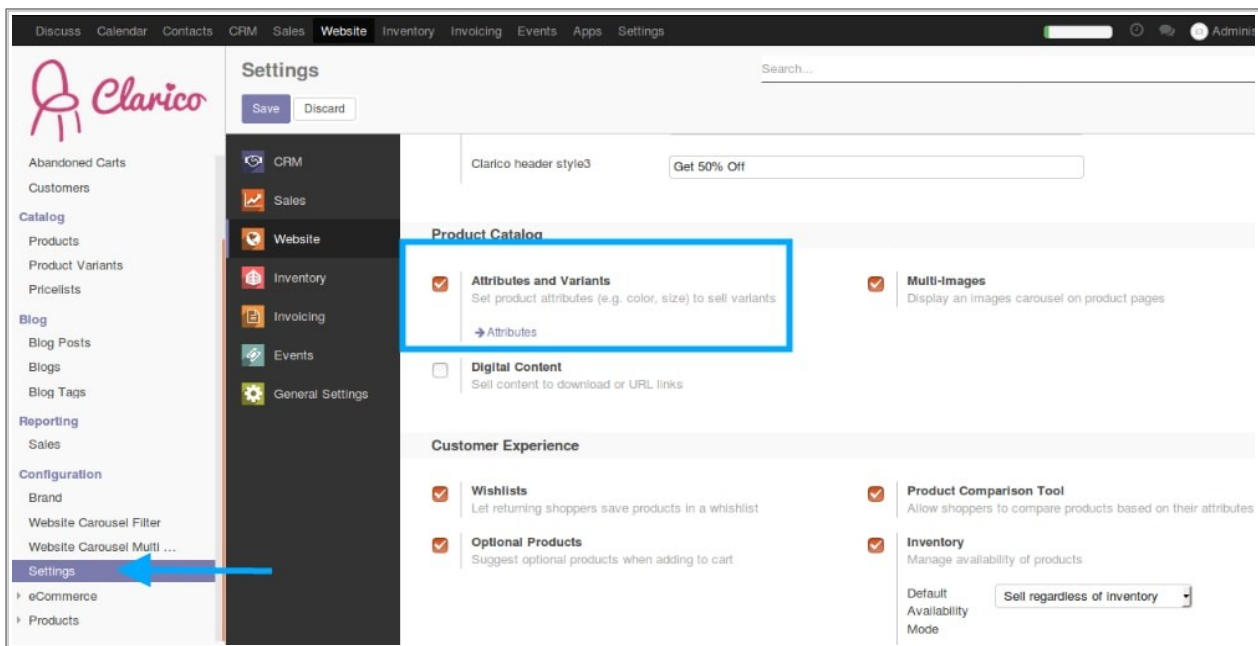 Discuss Calendar Contacts CRM Sales Website Inventory Invoicing Events Apps Settings Adminis
Clarico
Settings
Search...
Save Discard
Abandoned Carts
Customers
Catalog
Products
Product Variants
Pricelists
Blog
Blog Posts
Blogs
Blog Tags
Reporting
Sales
Configuration
Brand
Website Carousel Filter
Website Carousel Multi ...
Settings
eCommerce
Products
CRM
Sales
Website
Inventory
Invoicing
Events
General Settings
Clarico header style3 Get 50% Off
Product Catalog
Attributes and Variants
Set product attributes (e.g. color, size) to sell variants
Attributes
Multi-Images
Display an images carousel on product pages
Digital Content
Sell content to download or URL links
Customer Experience
Wishlists
Let returning shoppers save products in a whishlist
Product Comparison Tool
Allow shoppers to compare products based on their attributes
Optional Products
Suggest optional products when adding to cart
Inventory
Manage availability of products
Default
Availability
Mode
Sell regardless of inventory